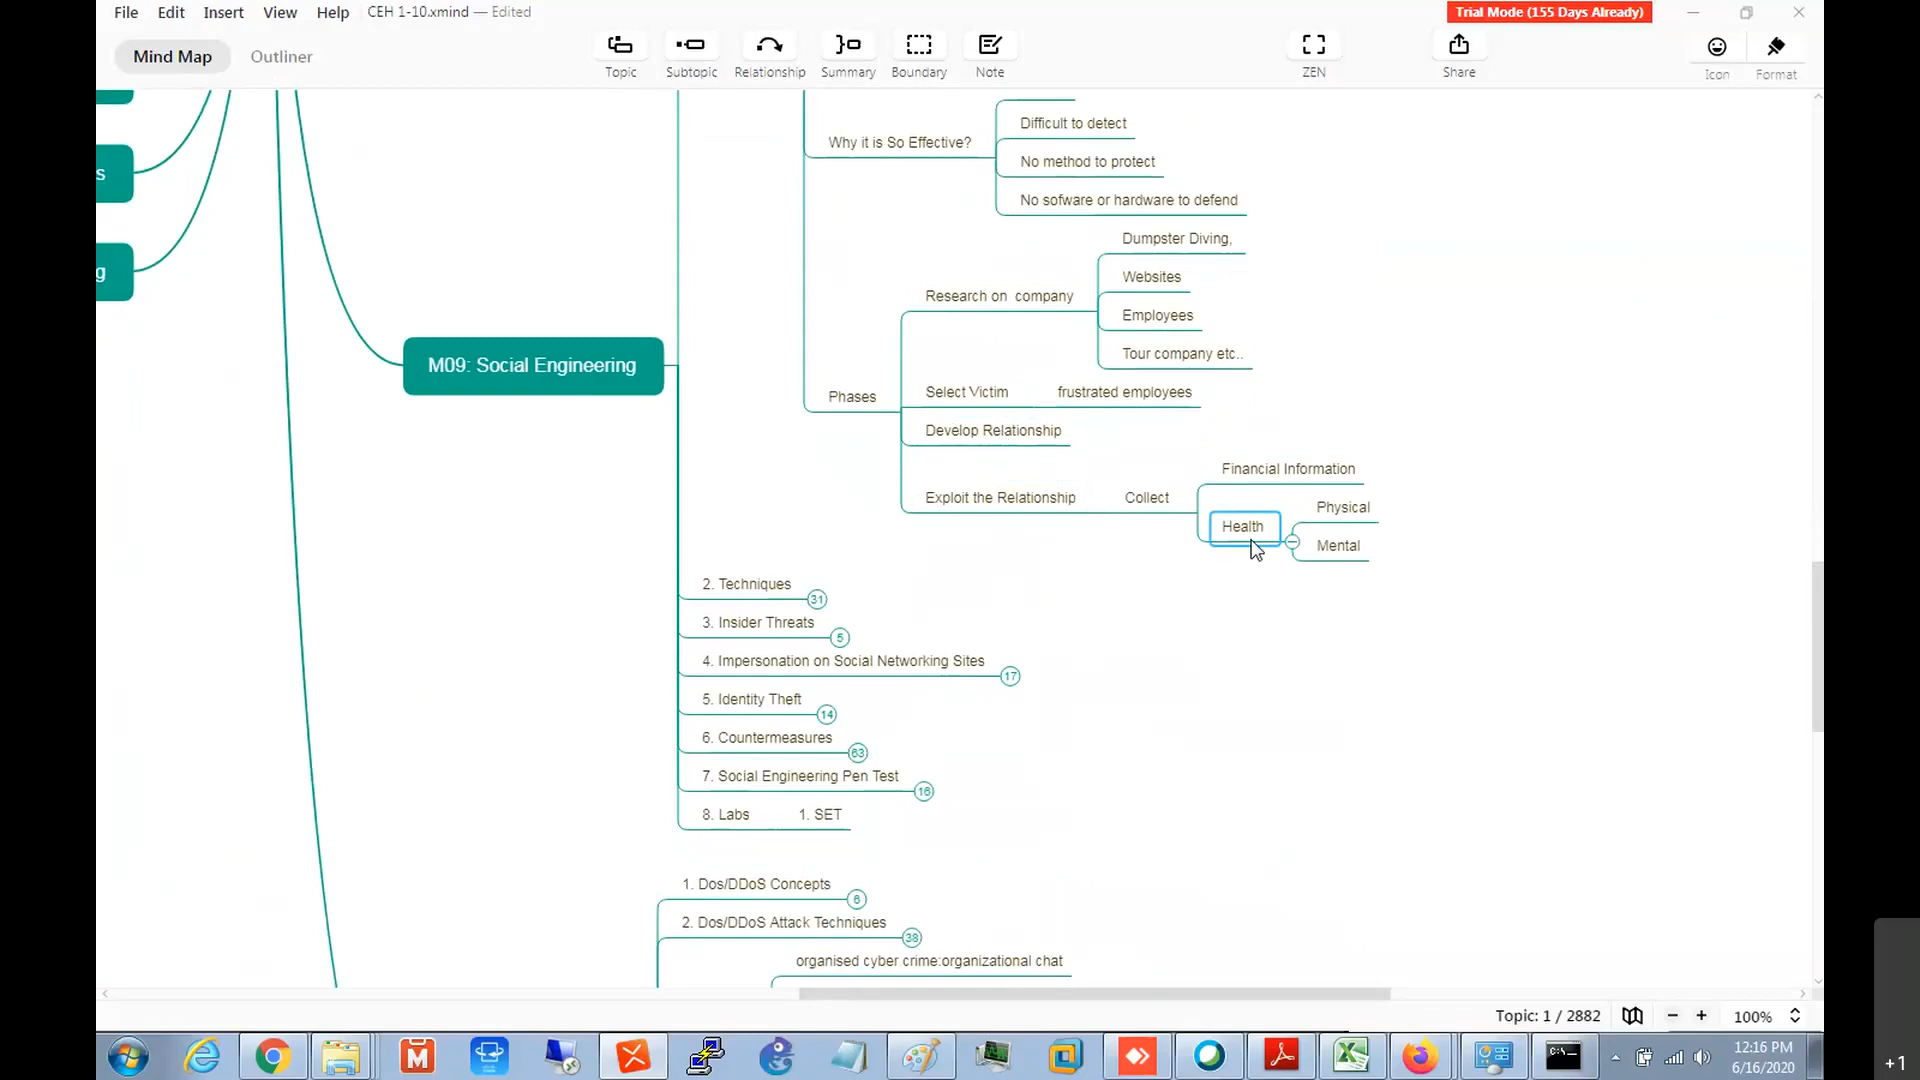 File Edit Insert View Help CEH 1-10.xmind — Edited
Trial Mode (155 Days Already)
Mind Map Outliner
Topic Subtopic Relationship Summary Boundary Note ZEN Share Icon Format
Difficult to detect
Why it is So Effective?
No method to protect
s
No sofware or hardware to defend
Dumpster Diving,
g
Websites
Research on company
Employees
Tour company etc..
M09: Social Engineering
Phases
Select Victim frustrated employees
Develop Relationship
Financial Information
Exploit the Relationship Collect
Physical
Health
Mental
2. Techniques 31
3. Insider Threats 5
4. Impersonation on Social Networking Sites 17
5. Identity Theft 14
6. Countermeasures 63
7. Social Engineering Pen Test 16
8. Labs 1. SET
1. Dos/DDoS Concepts 6
2. Dos/DDoS Attack Techniques 38
organised cyber crime:organizational chat
Topic: 1 / 2882 100%
M
C:\
12:16 PM
6/16/2020
+1